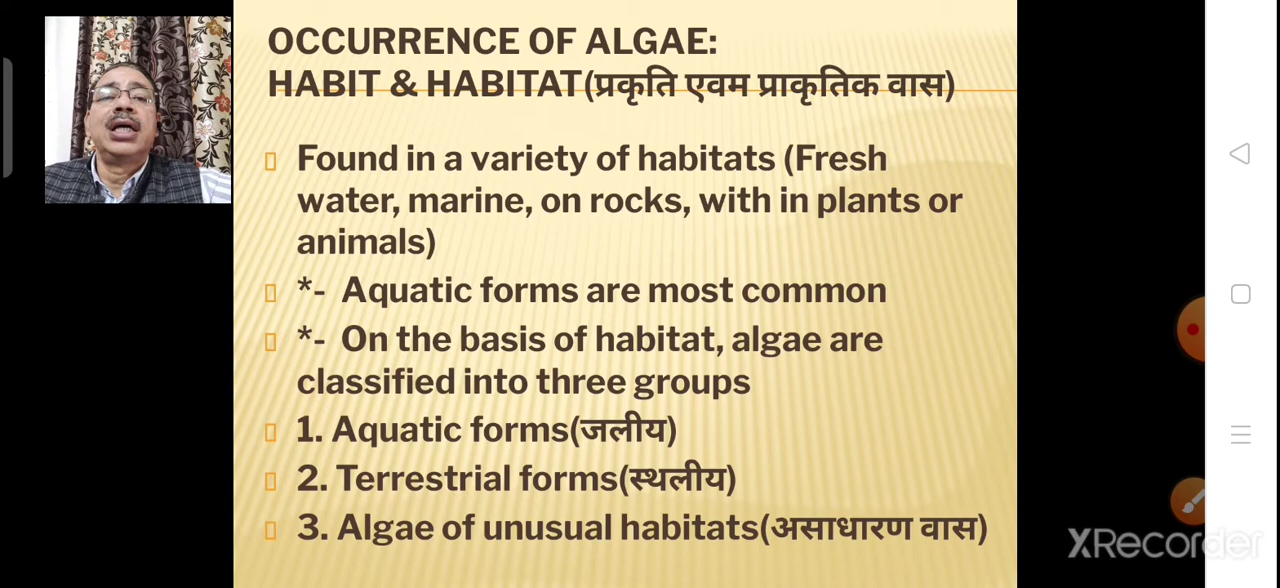 OCCURRENCE OF ALGAE:
HABIT & HABITAT(प्रकृति एवम प्राकृतिक वास)
Found in a variety of habitats (Fresh
water, marine, on rocks, with in plants or
animals)
*- Aquatic forms are most common
*- On the basis of habitat, algae are
classified into three groups
1. Aquatic forms(जलीय)
2. Terrestrial forms(स्थलीय)
3. Algae of unusual habitats(असाधारण वास)
XRecorder